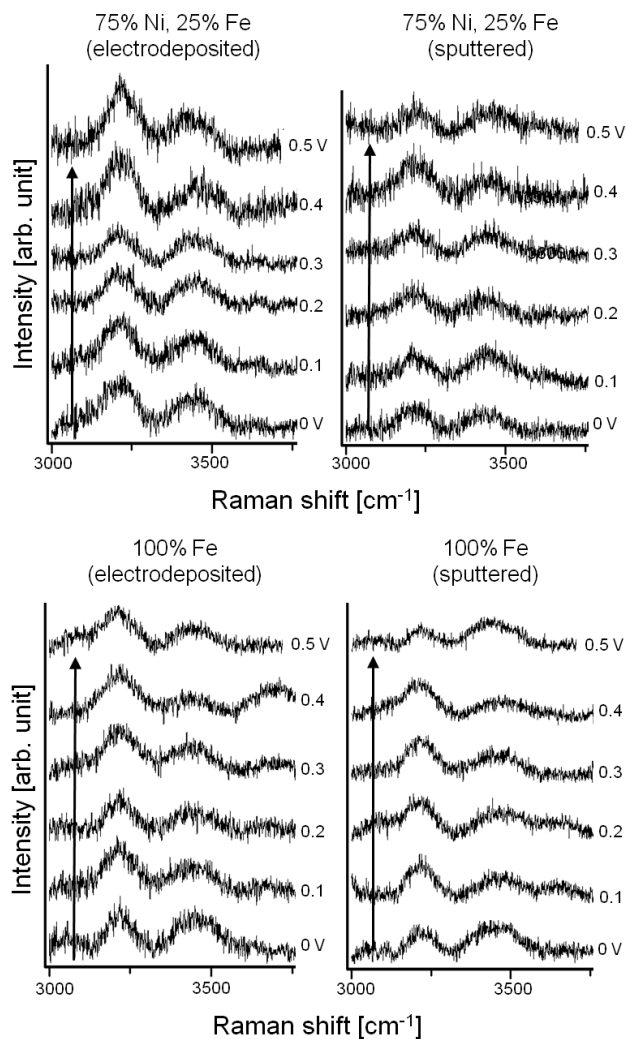 75% Ni, 25% Fe
(electrodeposited)
75% Ni, 25% Fe
(sputtered)
Intensity [arb. unit]
0.5 V
0.4
0.3
0.2
0.1
0 V
3000
3500
0.5 V
0.4
0.3
0.2
0.1
0 V
3000
3500
Raman shift [cm⁻¹]
100% Fe
(electrodeposited)
100% Fe
(sputtered)
Intensity [arb. unit]
0.5 V
0.4
0.3
0.2
0.1
0 V
3000
3500
0.5 V
0.4
0.3
0.2
0.1
0 V
3000
3500
Raman shift [cm⁻¹]